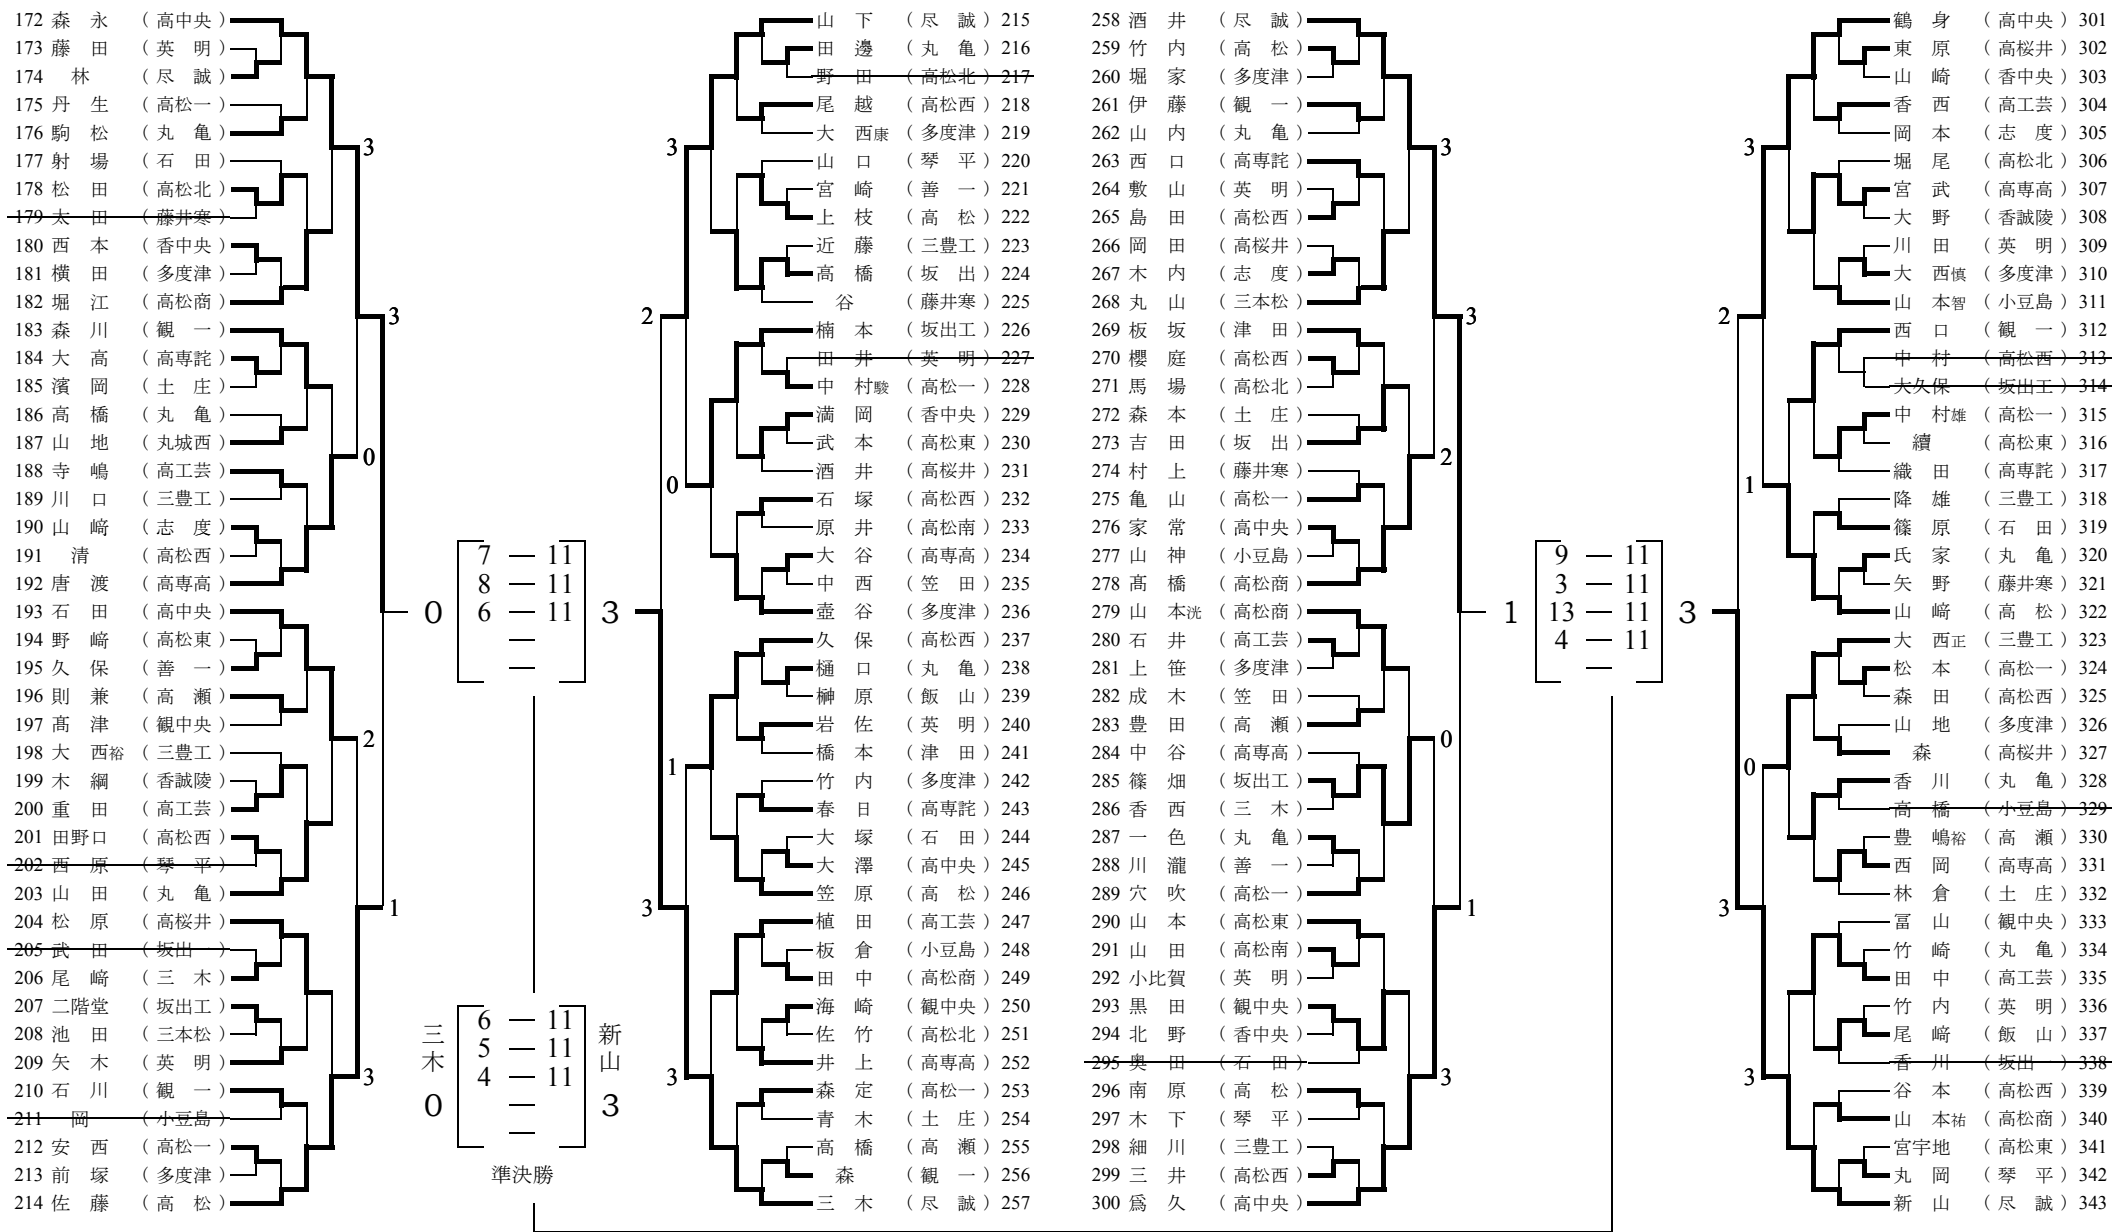 172 森 永 (高中央)
173 藤 田 (英 明)
174 林 (尽 誠)
175 丹 生 (高松一)
176 駒 松 (丸 亀)
177 射 場 (石 田)
178 松 田 (高松北)
179 太 田 (藤井寒)
180 西 本 (香中央)
181 横 田 (多度津)
182 堀 江 (高松商)
183 森 川 (観 一)
184 大 高 (高専詫)
185 濱 岡 (土 庄)
186 高 橋 (丸 亀)
187 山 地 (丸城西)
188 寺 嶋 (高工芸)
189 川 口 (三豊工)
190 山 﨑 (志 度)
191 清 (高松西)
192 唐 渡 (高専高)
193 石 田 (高中央)
194 野 﨑 (高松東)
195 久 保 (善 一)
196 則 兼 (高 瀬)
197 髙 津 (観中央)
198 大 西裕 (三豊工)
199 木 綱 (香誠陵)
200 重 田 (高工芸)
201 田野口 (高松西)
202 西 原 (琴 平)
203 山 田 (丸 亀)
204 松 原 (高桜井)
205 武 田 (坂出一)
206 尾 﨑 (三 木)
207 二階堂 (坂出工)
208 池 田 (三本松)
209 矢 木 (英 明)
210 石 川 (観 一)
211 岡 (小豆島)
212 安 西 (高松一)
213 前 塚 (多度津)
214 佐 藤 (高 松)
3
0
2
3
3
1
0
7 — 11
8 — 11
6 — 11
—
—
3
三木
0
6 — 11
5 — 11
4 — 11
—
—
新山
3
準決勝
3
0
1
3
2
3
山 下 (尽 誠) 215
田 邊 (丸 亀) 216
野 田 (高松北) 217
尾 越 (高松西) 218
大 西康 (多度津) 219
山 口 (琴 平) 220
宮 崎 (善 一) 221
上 枝 (高 松) 222
近 藤 (三豊工) 223
高 橋 (坂 出) 224
谷 (藤井寒) 225
楠 本 (坂出工) 226
田 井 (英 明) 227
中 村駿 (高松一) 228
満 岡 (香中央) 229
武 本 (高松東) 230
酒 井 (高桜井) 231
石 塚 (高松西) 232
原 井 (高松南) 233
大 谷 (高専高) 234
中 西 (笠 田) 235
壺 谷 (多度津) 236
久 保 (高松西) 237
樋 口 (丸 亀) 238
榊 原 (飯 山) 239
岩 佐 (英 明) 240
橋 本 (津 田) 241
竹 内 (多度津) 242
春 日 (高専詫) 243
大 塚 (石 田) 244
大 澤 (高中央) 245
笠 原 (高 松) 246
植 田 (高工芸) 247
板 倉 (小豆島) 248
田 中 (高松商) 249
海 崎 (観中央) 250
佐 竹 (高松北) 251
井 上 (高専高) 252
森 定 (高松一) 253
青 木 (土 庄) 254
高 橋 (高 瀬) 255
森 (観 一) 256
三 木 (尽 誠) 257
258 酒 井 (尽 誠)
259 竹 内 (高 松)
260 堀 家 (多度津)
261 伊 藤 (観 一)
262 山 内 (丸 亀)
263 西 口 (高専詫)
264 敷 山 (英 明)
265 島 田 (高松西)
266 岡 田 (高桜井)
267 木 内 (志 度)
268 丸 山 (三本松)
269 板 坂 (津 田)
270 櫻 庭 (高松西)
271 馬 場 (高松北)
272 森 本 (土 庄)
273 吉 田 (坂 出)
274 村 上 (藤井寒)
275 亀 山 (高松一)
276 家 常 (高中央)
277 山 神 (小豆島)
278 髙 橋 (高松商)
279 山 本洸 (高松商)
280 石 井 (高工芸)
281 上 笹 (多度津)
282 成 木 (笠 田)
283 豊 田 (高 瀬)
284 中 谷 (高専高)
285 篠 畑 (坂出工)
286 香 西 (三 木)
287 一 色 (丸 亀)
288 川 瀧 (善 一)
289 穴 吹 (高松一)
290 山 本 (高松東)
291 山 田 (高松南)
292 小比賀 (英 明)
293 黒 田 (観中央)
294 北 野 (香中央)
295 奥 田 (石 田)
296 南 原 (高 松)
297 木 下 (琴 平)
298 細 川 (三豊工)
299 三 井 (高松西)
300 爲 久 (高中央)
3
2
0
3
3
1
1
9 — 11
3 — 11
13 — 11
4 — 11
—
3
3
1
0
3
2
3
鶴 身 (高中央) 301
東 原 (高桜井) 302
山 崎 (香中央) 303
香 西 (高工芸) 304
岡 本 (志 度) 305
堀 尾 (高松北) 306
宮 武 (高専高) 307
大 野 (香誠陵) 308
川 田 (英 明) 309
大 西慎 (多度津) 310
山 本智 (小豆島) 311
西 口 (観 一) 312
中 村 (高松西) 313
大久保 (坂出工) 314
中 村雄 (高松一) 315
續 (高松東) 316
織 田 (高専詫) 317
降 雄 (三豊工) 318
篠 原 (石 田) 319
氏 家 (丸 亀) 320
矢 野 (藤井寒) 321
山 﨑 (高 松) 322
大 西正 (三豊工) 323
松 本 (高松一) 324
森 田 (高松西) 325
山 地 (多度津) 326
森 (高桜井) 327
香 川 (丸 亀) 328
高 橋 (小豆島) 329
豊 嶋裕 (高 瀬) 330
西 岡 (高専高) 331
林 倉 (土 庄) 332
冨 山 (観中央) 333
竹 崎 (丸 亀) 334
田 中 (高工芸) 335
竹 内 (英 明) 336
尾 﨑 (飯 山) 337
香 川 (坂出一) 338
谷 本 (高松西) 339
山 本祐 (高松商) 340
宮宇地 (高松東) 341
丸 岡 (琴 平) 342
新 山 (尽 誠) 343